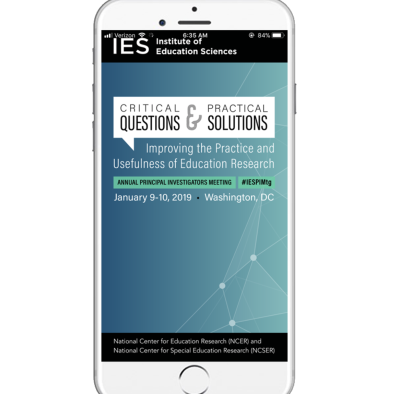 Verizon 6:35 AM 84%
IES Institute of
Education Sciences
CRITICAL & PRACTICAL
QUESTIONS SOLUTIONS
Improving the Practice and
Usefulness of Education Research
ANNUAL PRINCIPAL INVESTIGATORS MEETING #IESPIMtg
January 9-10, 2019 • Washington, DC
National Center for Education Research (NCER) and
National Center for Special Education Research (NCSER)